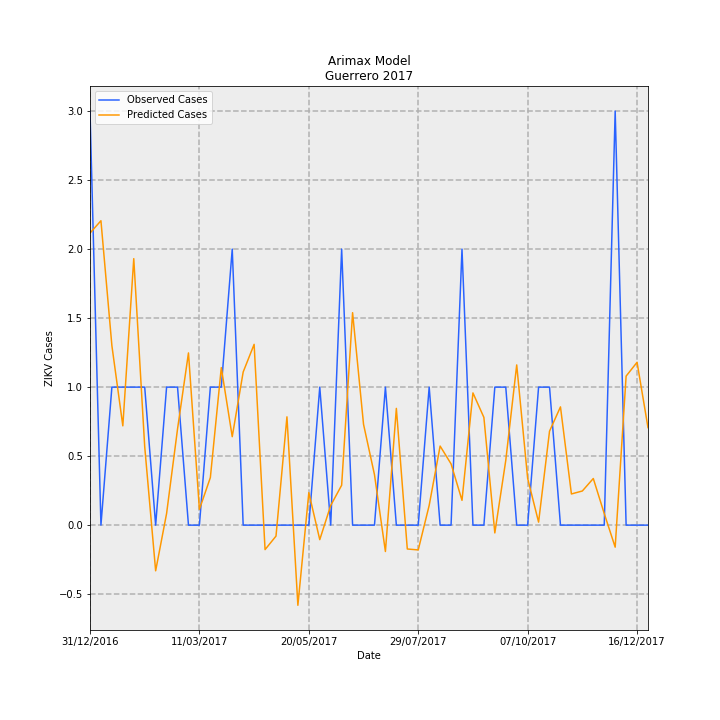 Arimax Model
Guerrero 2017
Observed Cases
Predicted Cases
ZIKV Cases
3.0
2.5
2.0
1.5
1.0
0.5
0.0
−0.5
31/12/2016 11/03/2017 20/05/2017 29/07/2017 07/10/2017 16/12/2017
Date